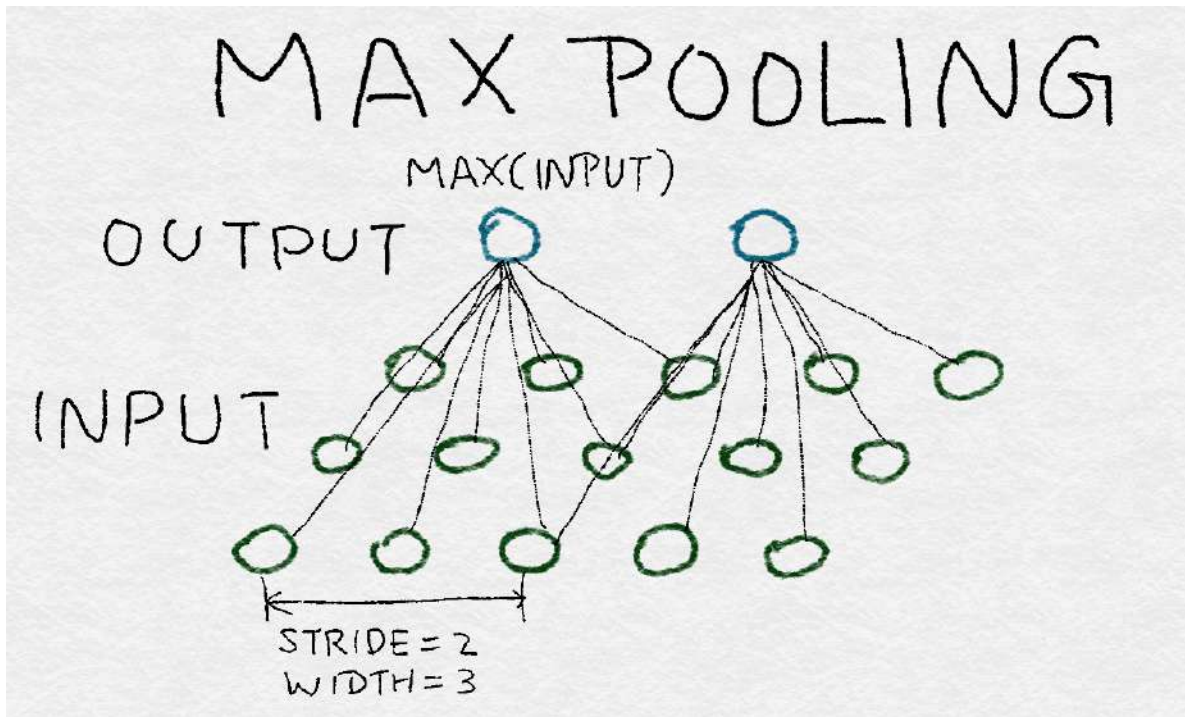 MAX POOLING
MAX(INPUT)
OUTPUT
INPUT
STRIDE = 2
WIDTH = 3